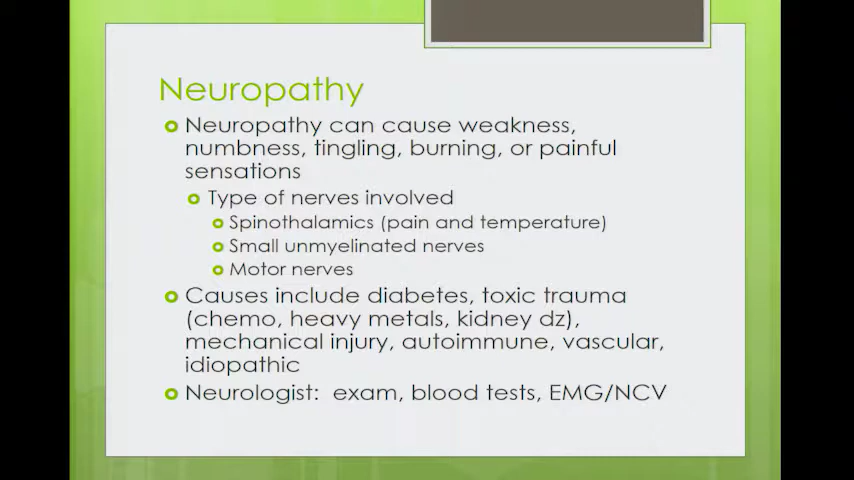 Neuropathy
Neuropathy can cause weakness,
numbness, tingling, burning, or painful
sensations
Type of nerves involved
Spinothalamics (pain and temperature)
Small unmyelinated nerves
Motor nerves
Causes include diabetes, toxic trauma
(chemo, heavy metals, kidney dz),
mechanical injury, autoimmune, vascular,
idiopathic
Neurologist: exam, blood tests, EMG/NCV